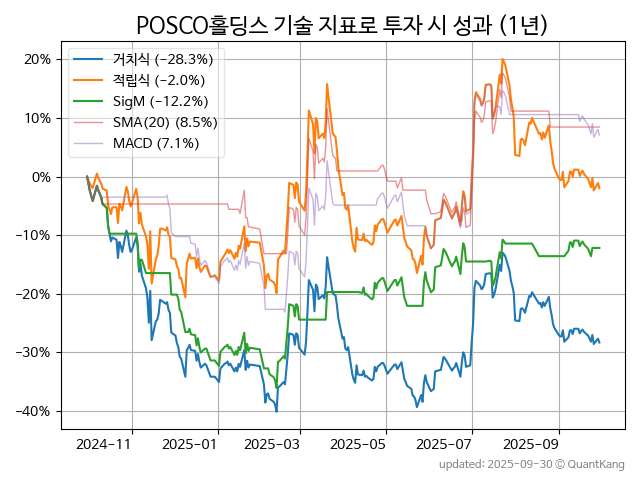 POSCO홀딩스 기술 지표로 투자 시 성과 (1년)
거치식 (−28.3%)
적립식 (−2.0%)
SigM (−12.2%)
SMA(20) (8.5%)
MACD (7.1%)
20%
10%
0%
−10%
−20%
−30%
−40%
2024−11
2025−01
2025−03
2025−05
2025−07
2025−09
updated: 2025-09-30 © QuantKang